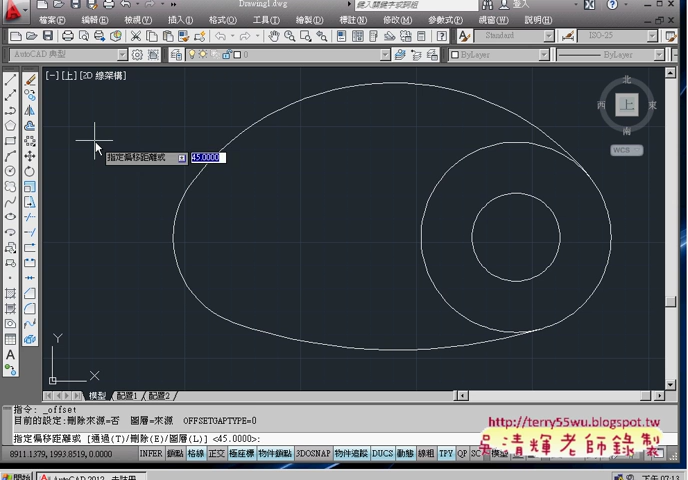 Drawing1.dwg
鍵入關鍵字或片語
登入
檔案(F) 編輯(E) 檢視(V) 插入(I) 格式(O) 工具(T) 繪製(D) 標註(N) 修改(M) 參數式(P) 視窗(W) 說明(H)
Standard
ISO-25
AutoCAD 典型
0
ByLayer
ByLayer
[-] [上] [2D 線架構]
北
西 上 東
南
WCS
指定偏移距離或 45.0000
Y
X
模型 配置1 配置2
指令: _offset
目前的設定:刪除來源=否 圖層=來源 OFFSETGAPTYPE=0
指定偏移距離或 [通過(T)/刪除(E)/圖層(L)] <45.0000>:
http://terry55wu.blogspot.tw
吳清輝老師錄製
8911.1379, 1993.8519, 0.0000 INFER 鎖點 格線 正交 極座標 物件鎖點 3DOSNAP 物件追蹤 DUCS 動態 線粗 TPY QP SC
開始
下午 07:13